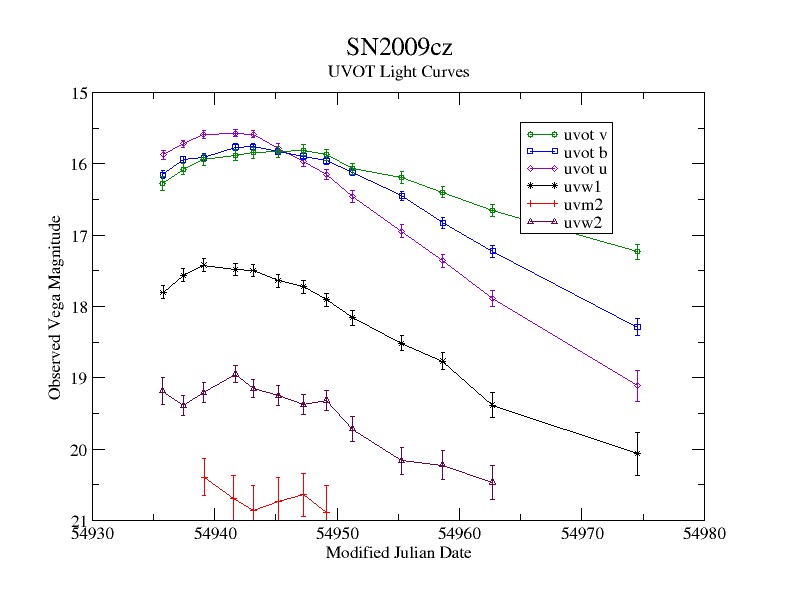 SN2009cz
UVOT Light Curves
15
16
17
18
19
20
21
Observed Vega Magnitude
uvot v
uvot b
uvot u
uvw1
uvm2
uvw2
54930 54940 54950 54960 54970 54980
Modified Julian Date